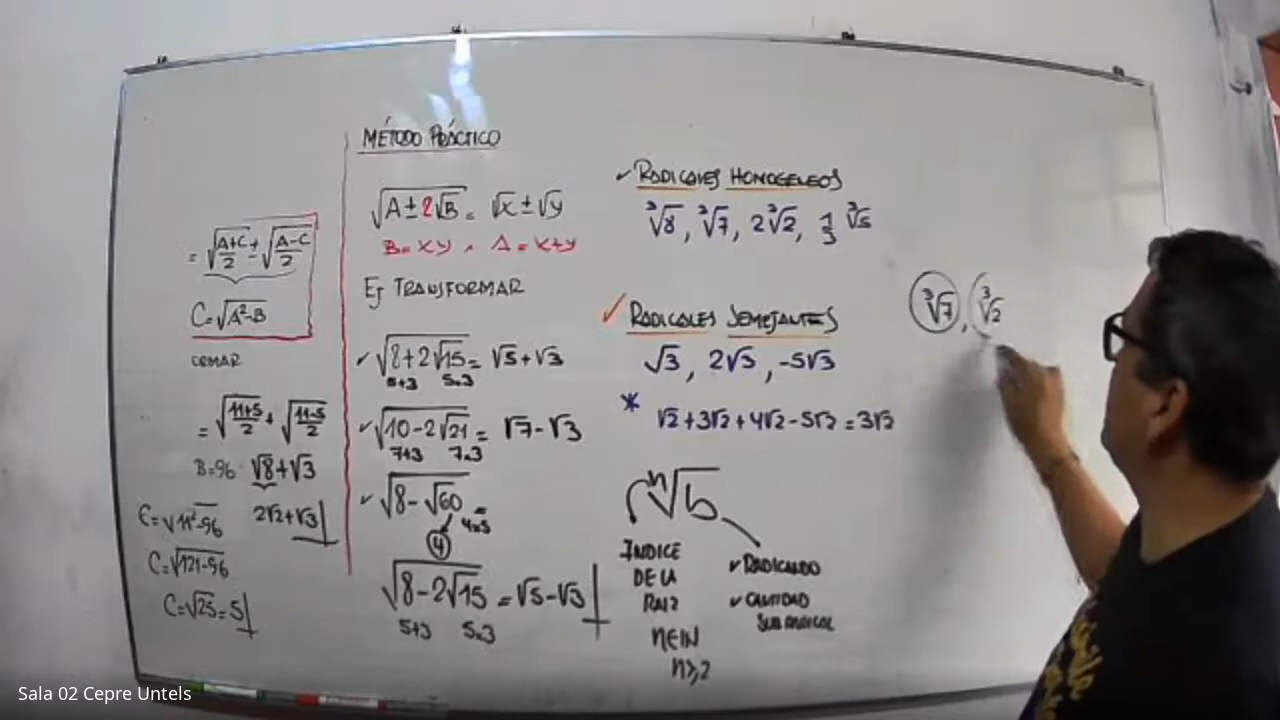 = √((A+C)/2) ± √((A-C)/2)
C=√(A²-B)
ORMAR
= √((11+5)/2) + √((11-5)/2)
B=96 √8+√3
C=√(11²-96) 2√2+√3
C=√(121-96)
C=√25=5
MÉTODO PRÁCTICO
√(A±2√B) = √x±√y
B=xy ∧ A=x+y
Ej TRANSFORMAR
✓ √(8+2√15) = √5+√3
5+3 5.3
✓ √(10-2√21) = √7-√3
7+3 7.3
✓ √(8-√60) =
4x5
4
√(8-2√15) = √5-√3
5+3 5.3
✓ RADICALES HOMOGENEOS
³√8, ³√7, 2³√2, 1/3 ³√5
✓ RADICALES SEMEJANTES
√3, 2√3, -5√3
* √2+3√2+4√2-5√2=3√2
ⁿ√b
INDICE
DE LA
RAIZ
n∈IN
n≥2
✓ RADICANDO
✓ CANTIDAD
SUBRADICAL
³√7, ³√2
Sala 02 Cepre Untels